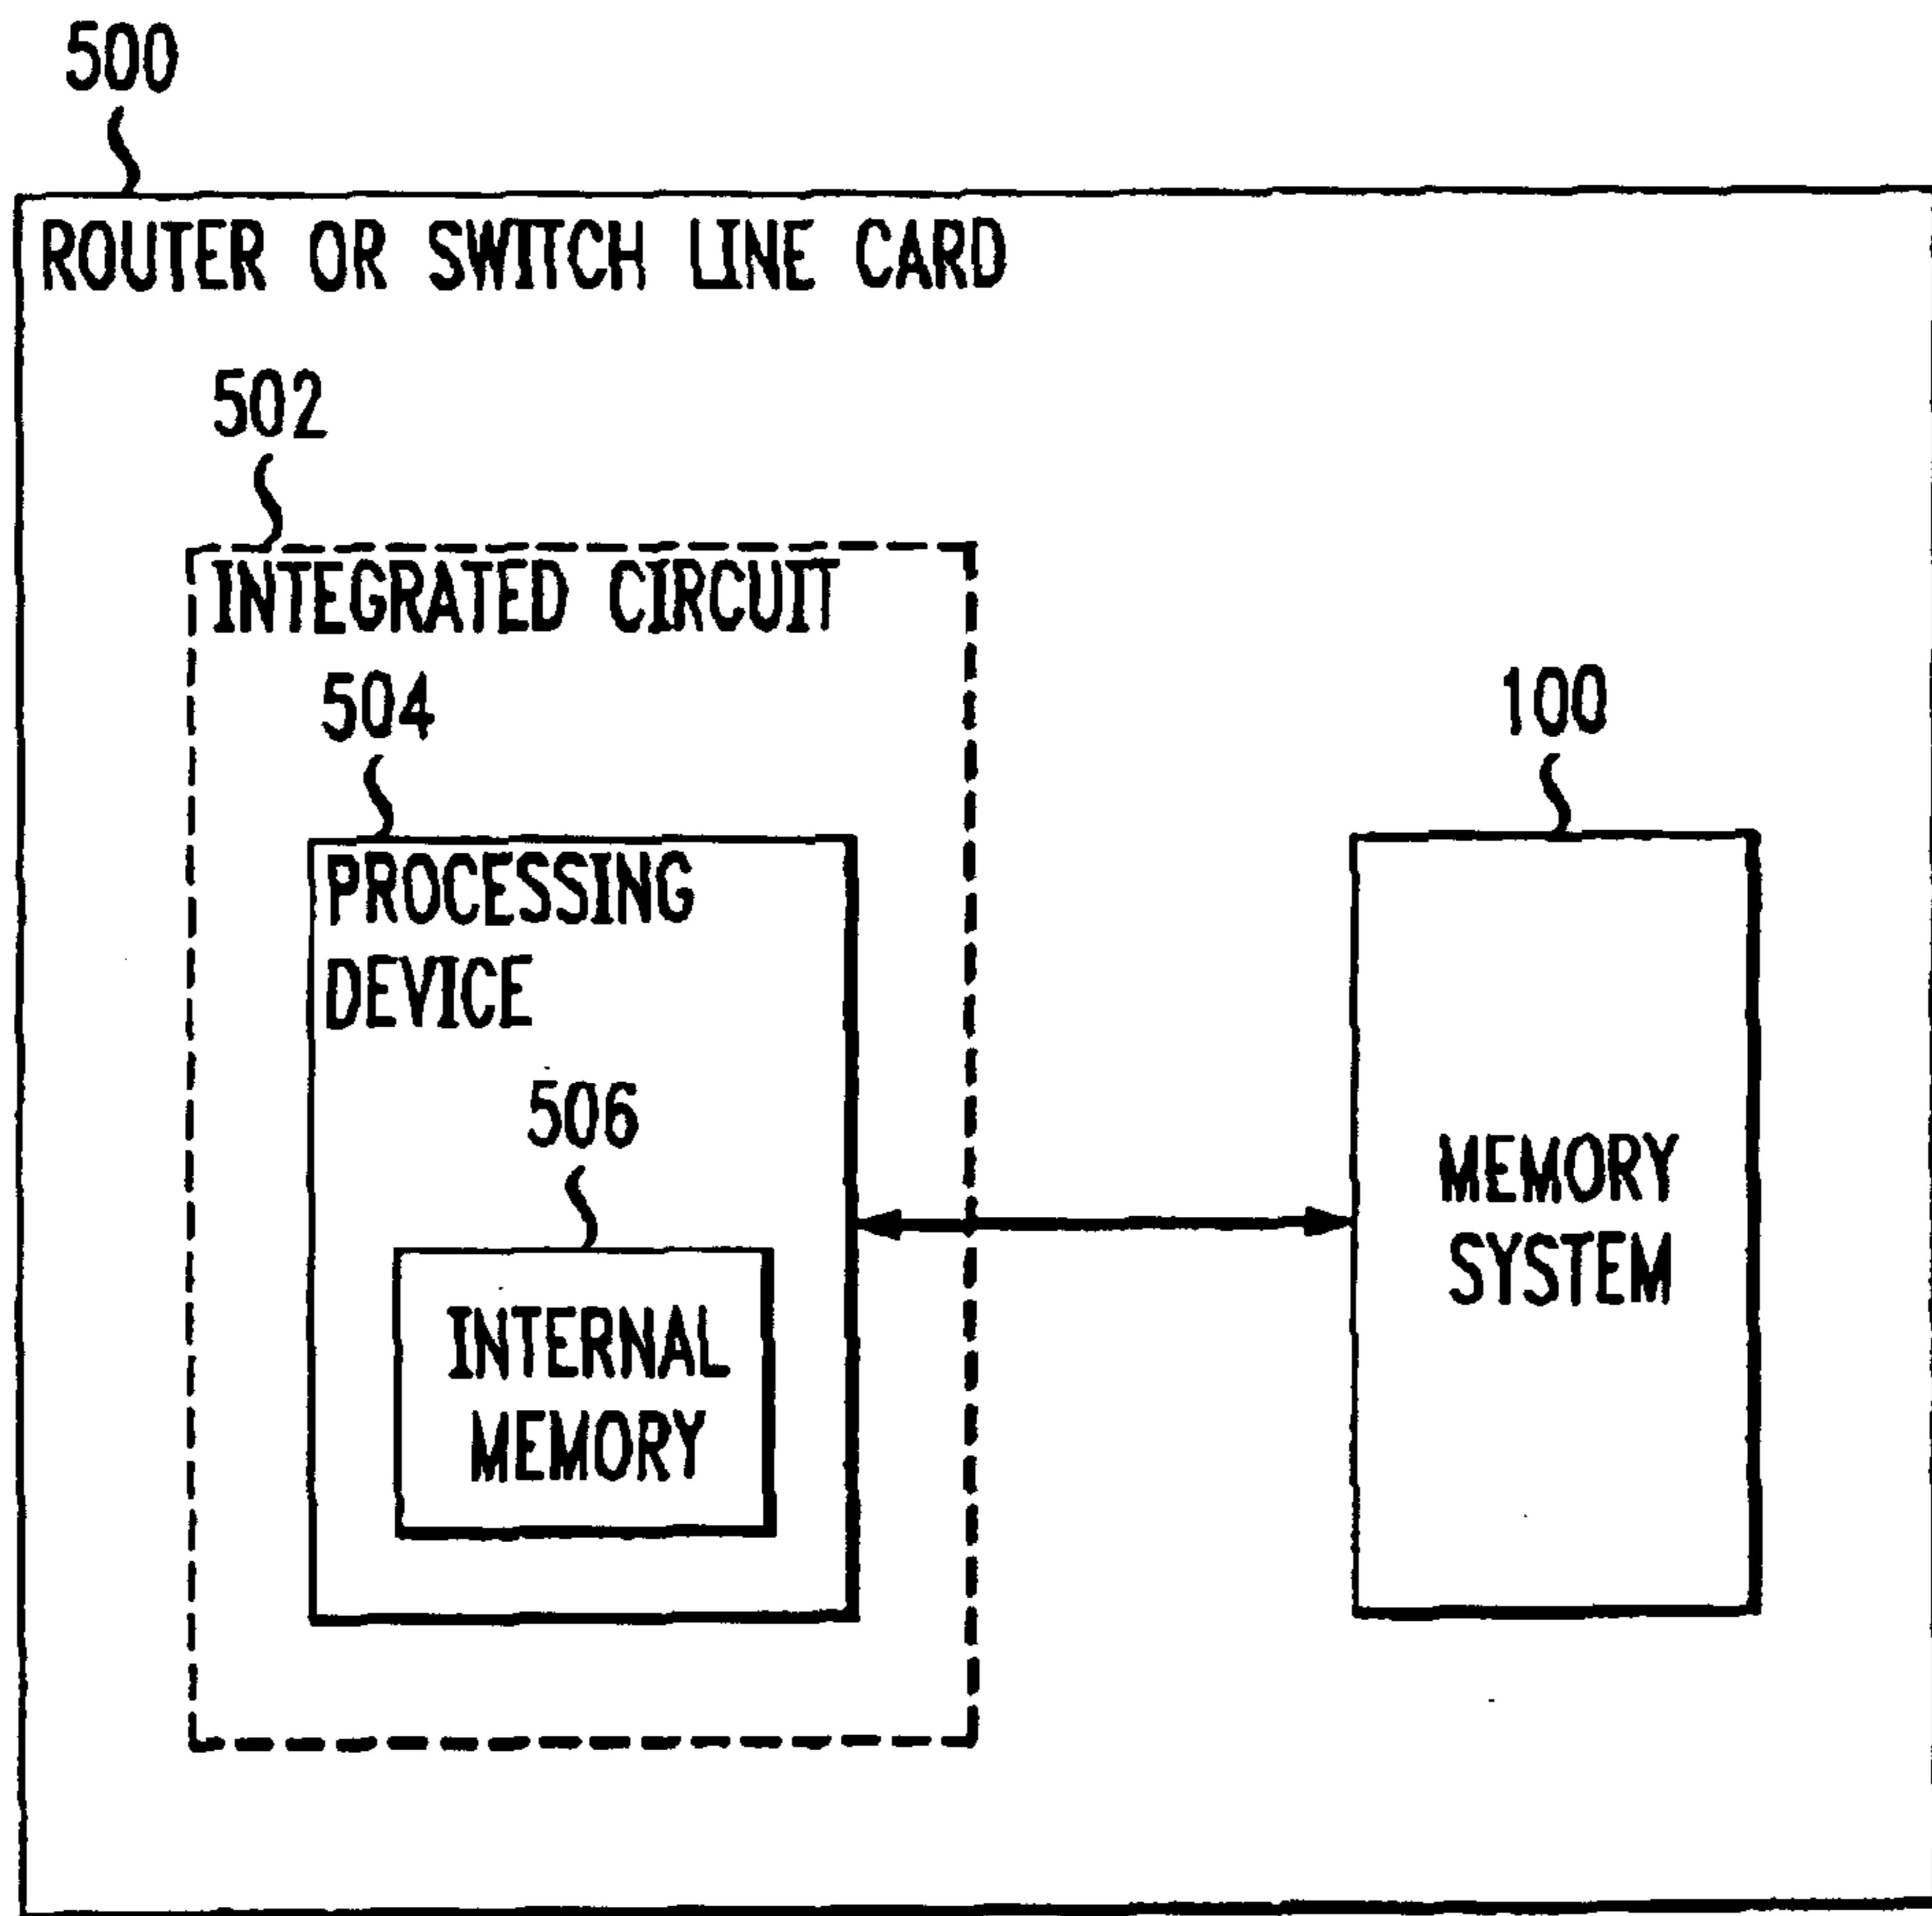 500
ROUTER OR SWITCH LINE CARD
502
INTEGRATED CIRCUIT
504
100
PROCESSING
DEVICE
506
MEMORY
SYSTEM
INTERNAL
MEMORY